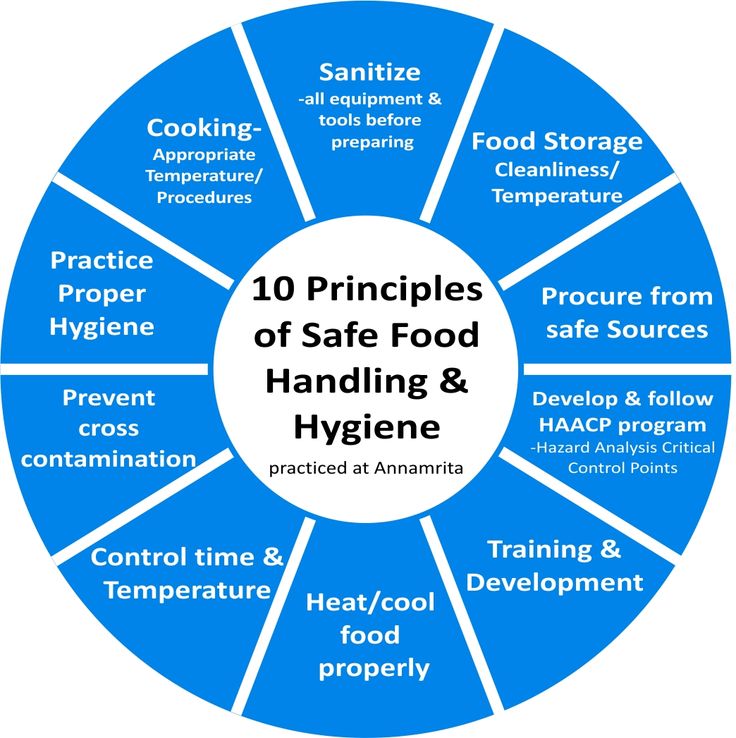 10 Principles
of Safe Food
Handling &
Hygiene
practiced at Annamrita
Sanitize
-all equipment &
tools before
preparing
Food Storage
Cleanliness/
Temperature
Procure from
safe Sources
Develop & follow
HAACP program
-Hazard Analysis Critical
Control Points
Training &
Development
Heat/cool
food
properly
Control time &
Temperature
Prevent
cross
contamination
Practice
Proper
Hygiene
Cooking-
Appropriate
Temperature/
Procedures